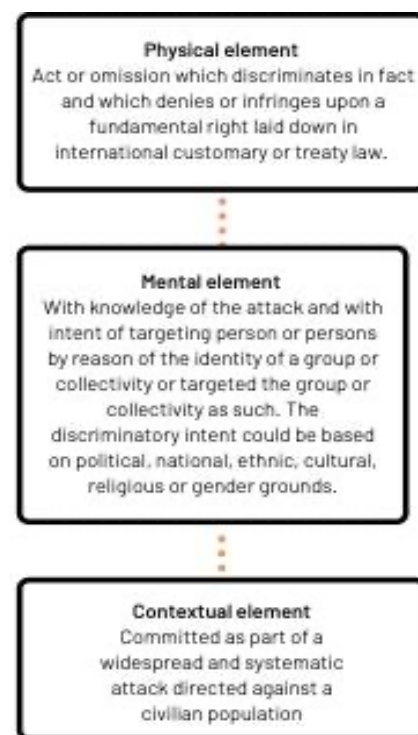 Physical element
Act or omission which discriminates in fact
and which denies or infringes upon a
fundamental right laid down in
international customary or treaty law.
Mental element
With knowledge of the attack and with
intent of targeting person or persons
by reason of the identity of a group or
collectivity or targeted the group or
collectivity as such. The
discriminatory intent could be based
on political, national, ethnic, cultural,
religious or gender grounds.
Contextual element
Committed as part of a
widespread and systematic
attack directed against a
civilian population